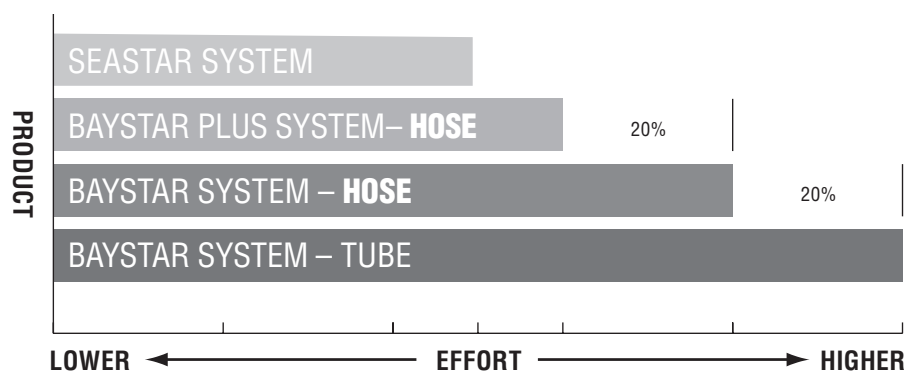 SEASTAR SYSTEM
BAYSTAR PLUS SYSTEM– HOSE
20%
BAYSTAR SYSTEM – HOSE
20%
BAYSTAR SYSTEM – TUBE
PRODUCT
LOWER EFFORT HIGHER